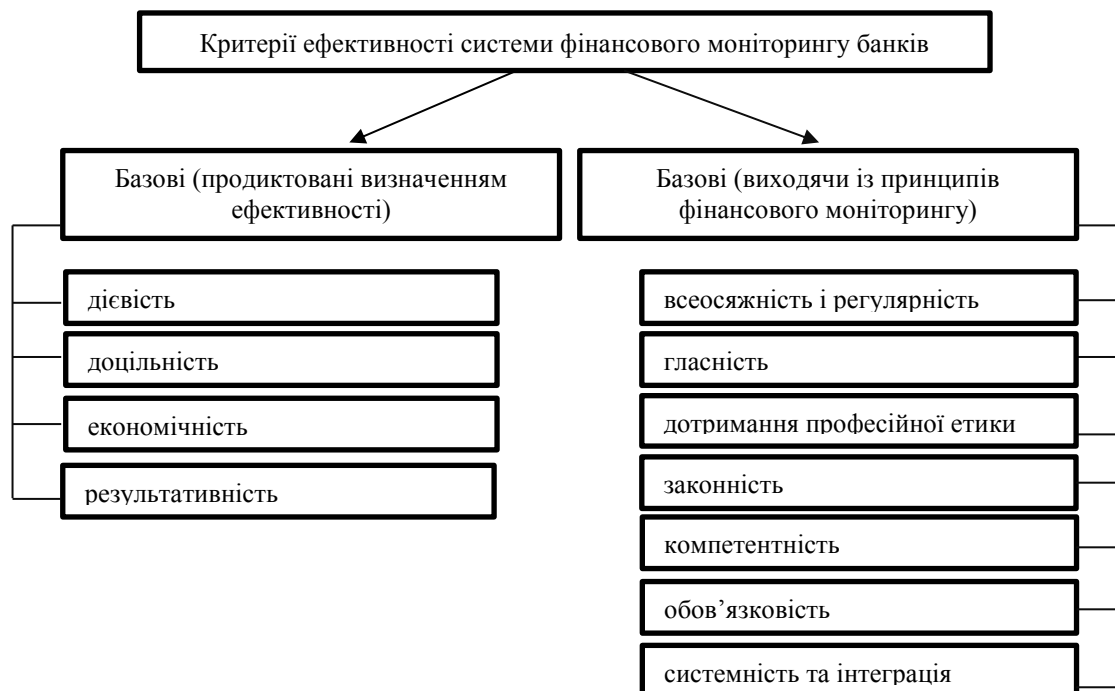 Критерії ефективності системи фінансового моніторингу банків
Базові (продиктовані визначенням
ефективності)
дієвість
доцільність
економічність
результативність
Базові (виходячи із принципів
фінансового моніторингу)
всеосяжність і регулярність
гласність
дотримання професійної етики
законність
компетентність
обов’язковість
системність та інтеграція